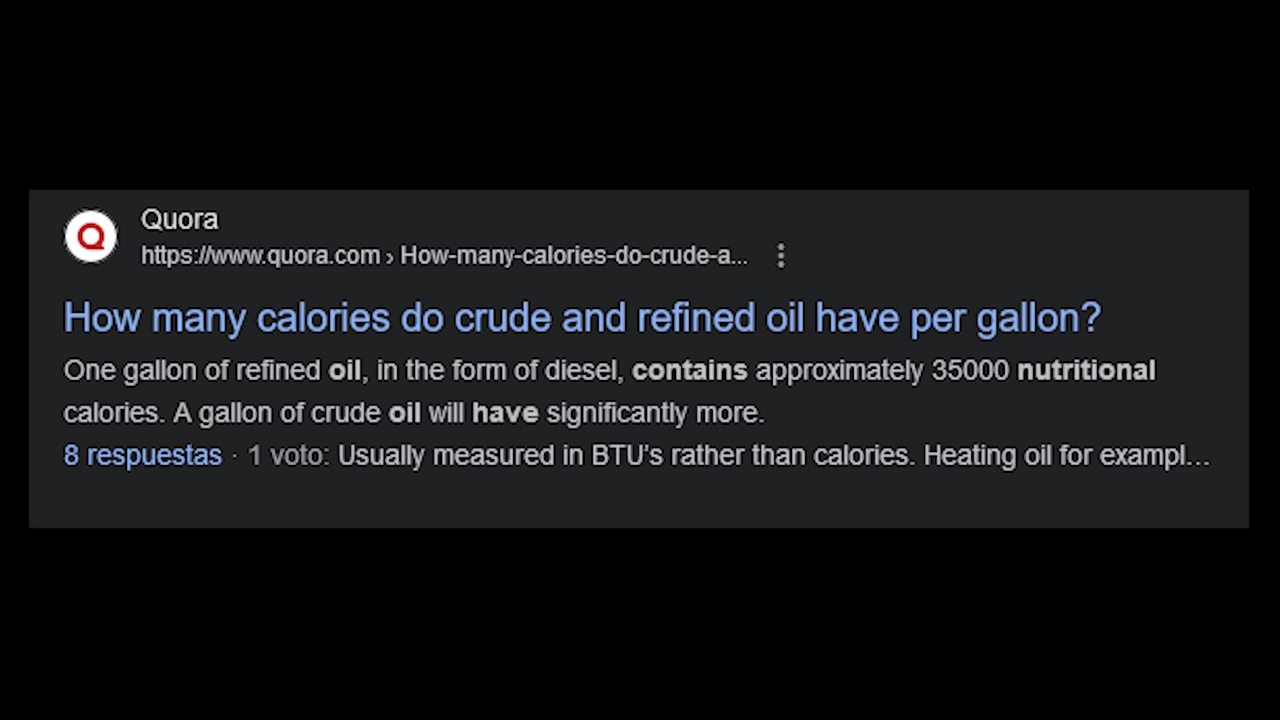 Quora
https://www.quora.com › How-many-calories-do-crude-a...
How many calories do crude and refined oil have per gallon?
One gallon of refined oil, in the form of diesel, contains approximately 35000 nutritional
calories. A gallon of crude oil will have significantly more.
8 respuestas · 1 voto: Usually measured in BTU's rather than calories. Heating oil for exampl...